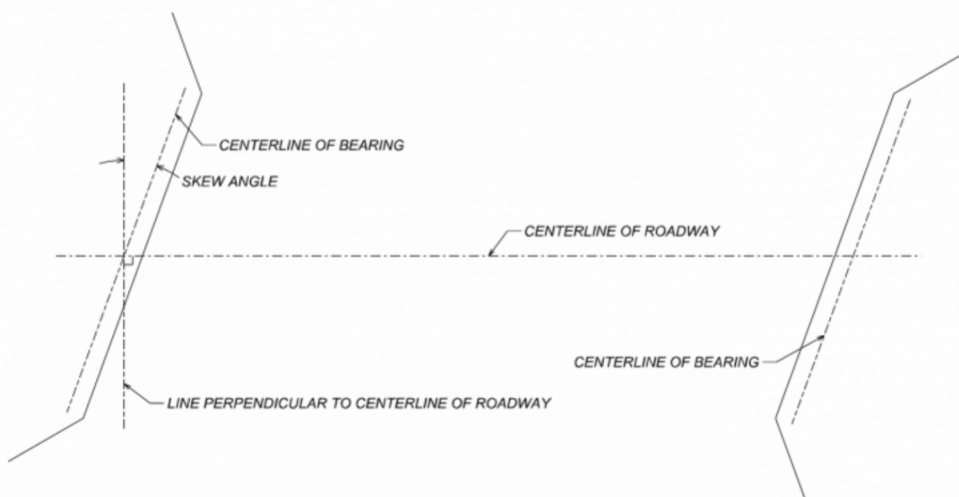 CENTERLINE OF BEARING
SKEW ANGLE
CENTERLINE OF ROADWAY
CENTERLINE OF BEARING
LINE PERPENDICULAR TO CENTERLINE OF ROADWAY